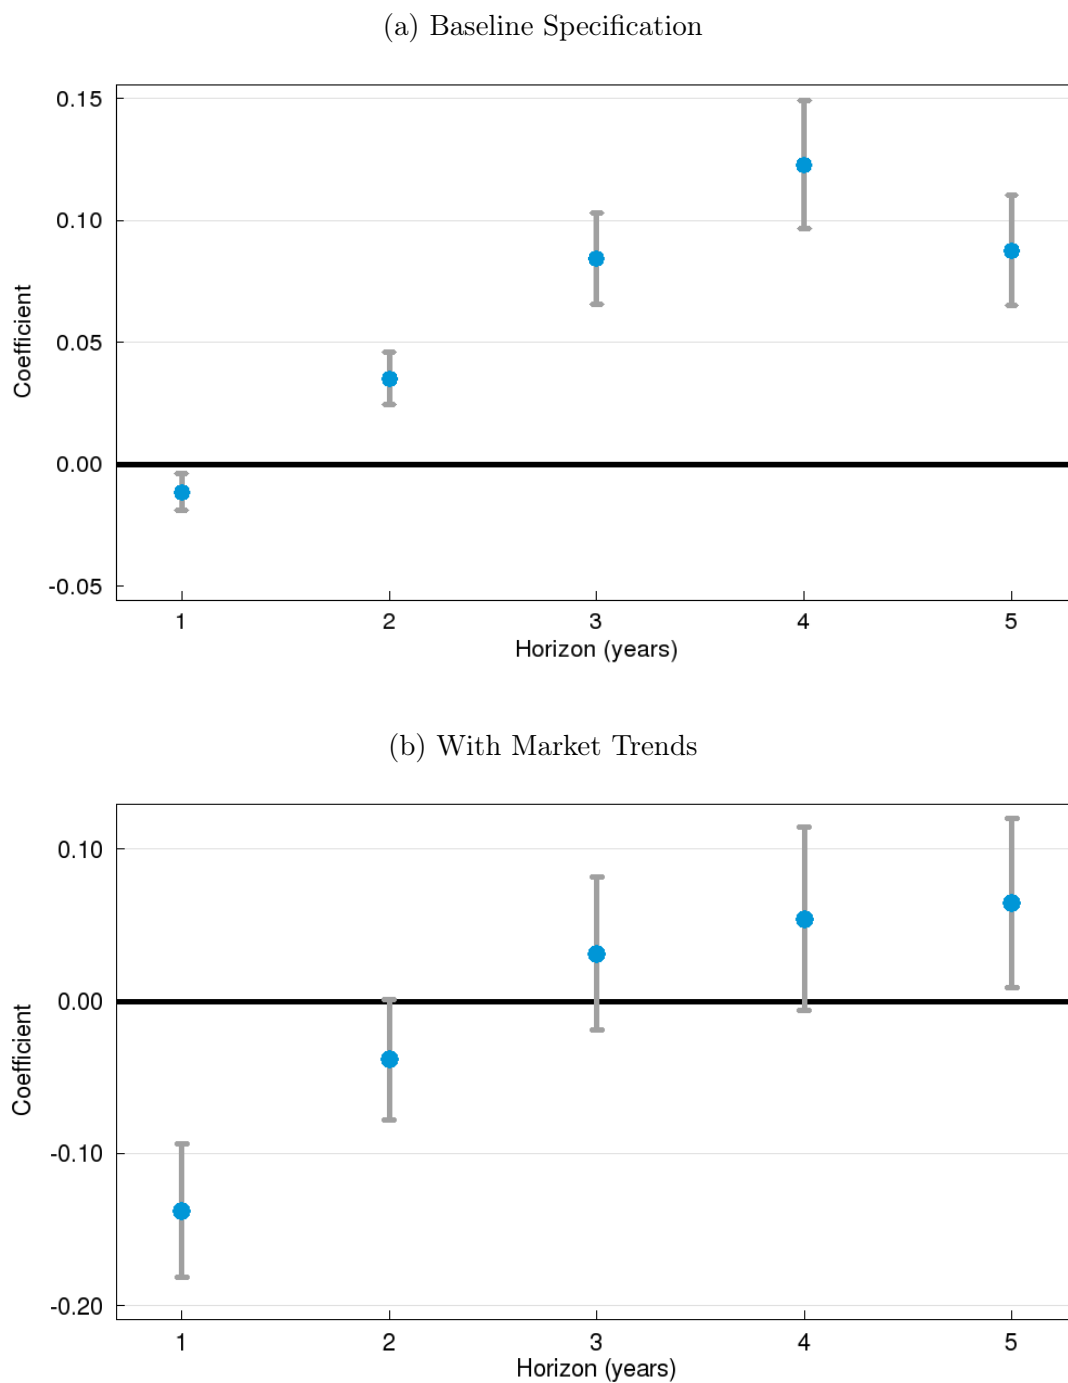 (a) Baseline Specification
0.15
0.10
0.05
0.00
-0.05
Coefficient
1 2 3 4 5
Horizon (years)
(b) With Market Trends
0.10
0.00
-0.10
-0.20
Coefficient
1 2 3 4 5
Horizon (years)